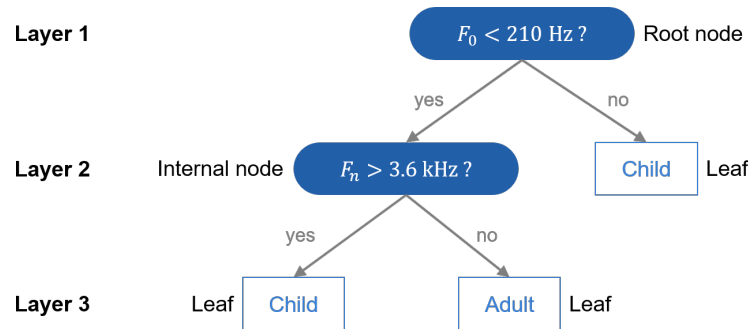 Layer 1
F₀ < 210 Hz ?
Root node
yes
no
Layer 2
Internal node
Fₙ > 3.6 kHz ?
Child
Leaf
yes
no
Layer 3
Leaf
Child
Adult
Leaf